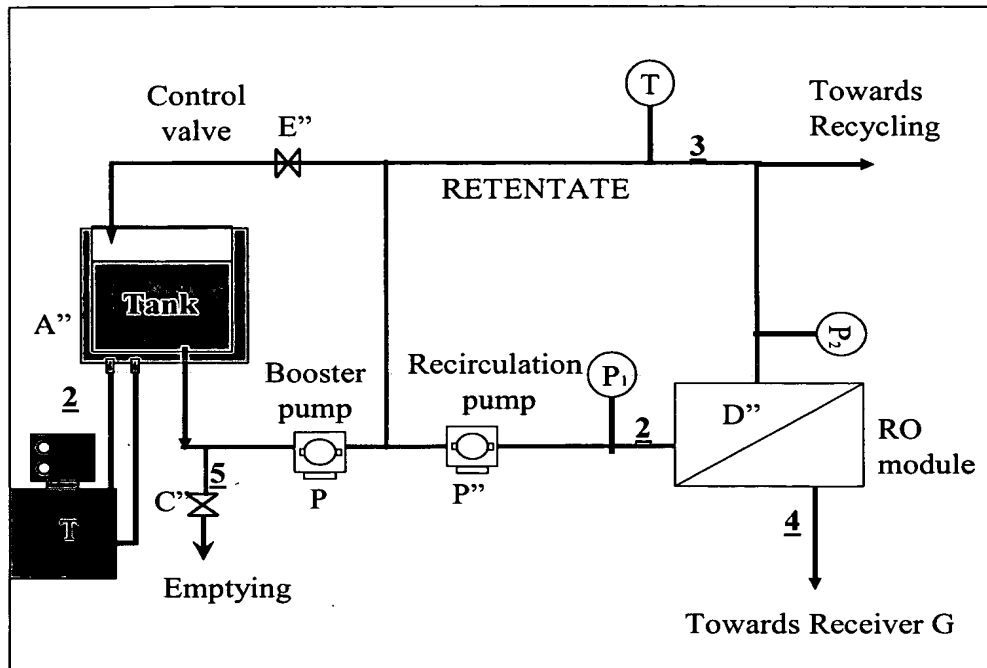 T
Towards
Recycling
Control
valve
E”
3
RETENTATE
Tank
A”
P₂
Recirculation
pump
P₁
Booster
pump
2
2
D”
RO
module
P
P”
5
C”
4
T
Emptying
Towards Receiver G